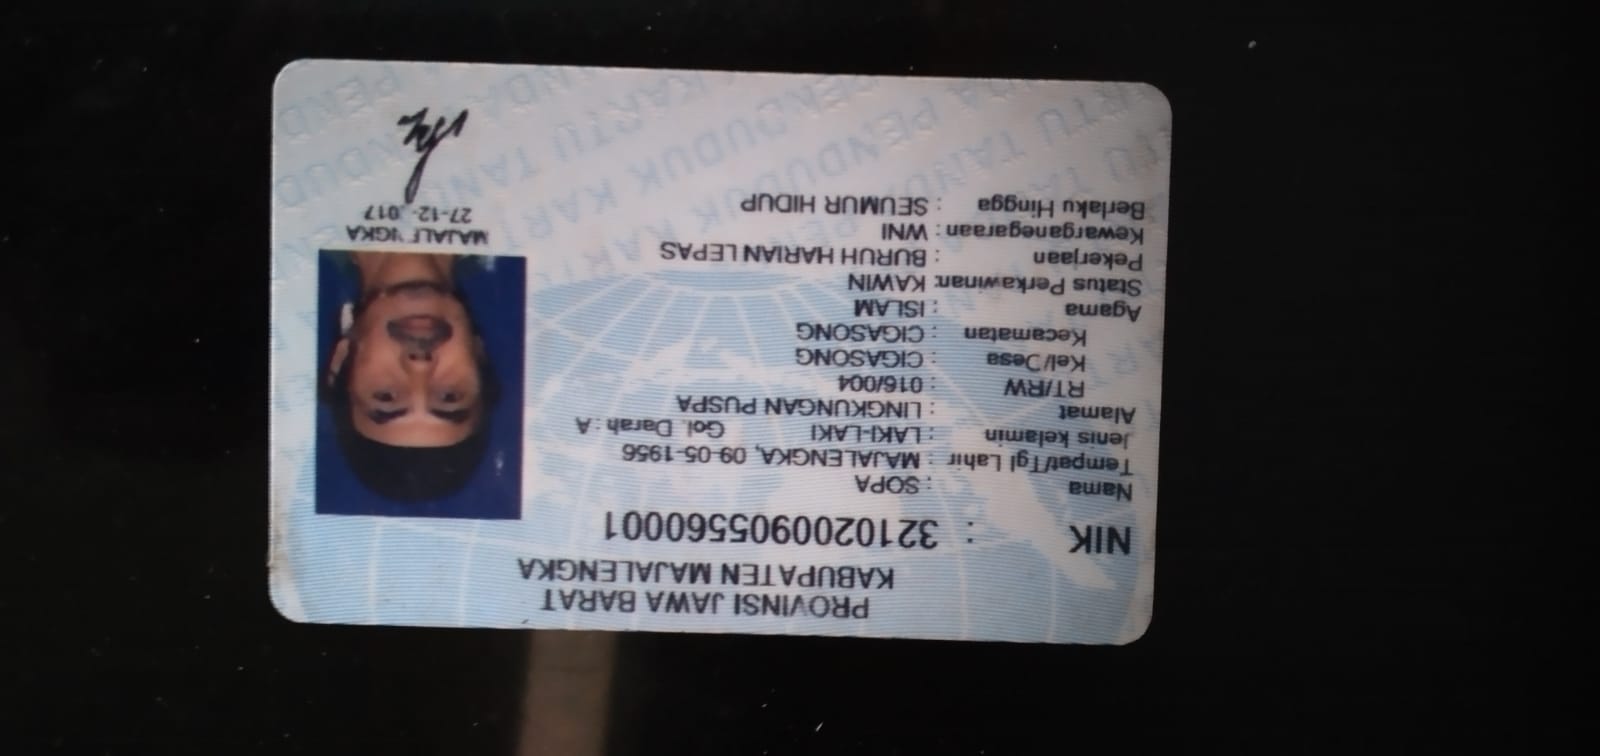 PROVINSI JAWA BARAT
KABUPATEN MAJALENGKA
NIK : 3210200905560001
Nama : SOPA
Tempat/Tgl Lahir : MAJALENGKA, 09-05-1956
Jenis kelamin : LAKI-LAKI Gol. Darah : A
Alamat : LINGKUNGAN PUSPA
RT/RW : 016/004
Kel/Desa : CIGASONG
Kecamatan : CIGASONG
Agama : ISLAM
Status Perkawinan: KAWIN
Pekerjaan : BURUH HARIAN LEPAS
Kewarganegaraan : WNI
Berlaku Hingga : SEUMUR HIDUP
27-12-